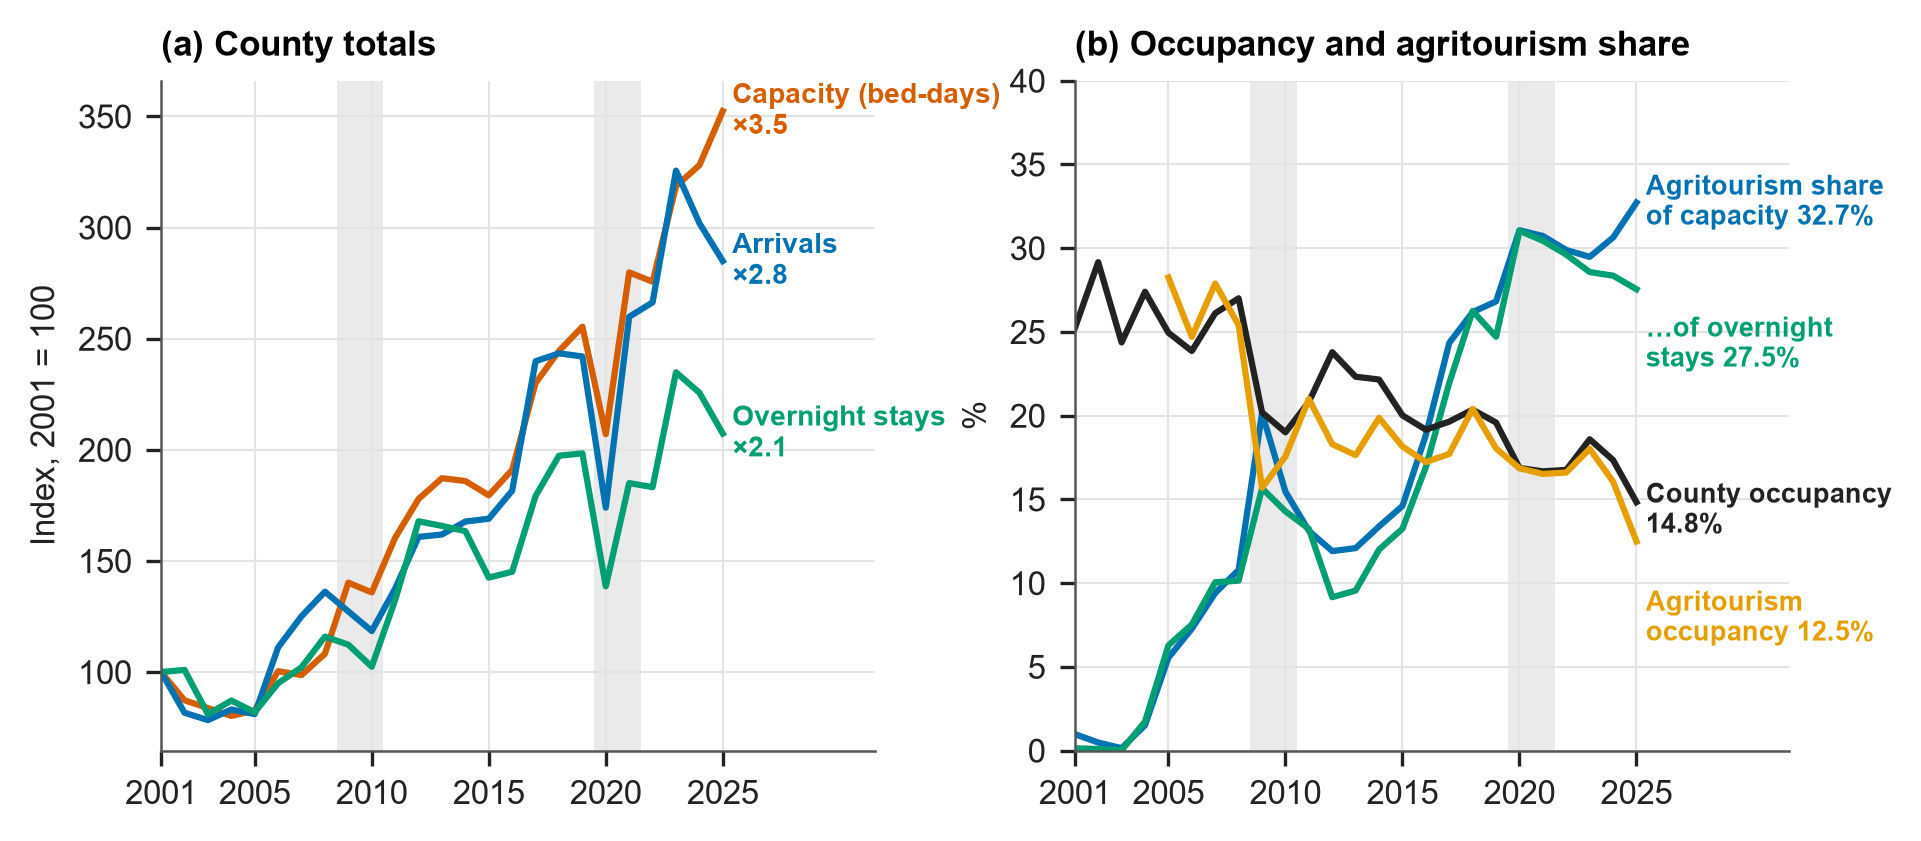 (a) County totals
Index, 2001 = 100
350
300
250
200
150
100
2001 2005 2010 2015 2020 2025
Capacity (bed-days)
×3.5
Arrivals
×2.8
Overnight stays
×2.1
(b) Occupancy and agritourism share
%
40
35
30
25
20
15
10
5
0
2001 2005 2010 2015 2020 2025
Agritourism share
of capacity 32.7%
…of overnight
stays 27.5%
County occupancy
14.8%
Agritourism
occupancy 12.5%